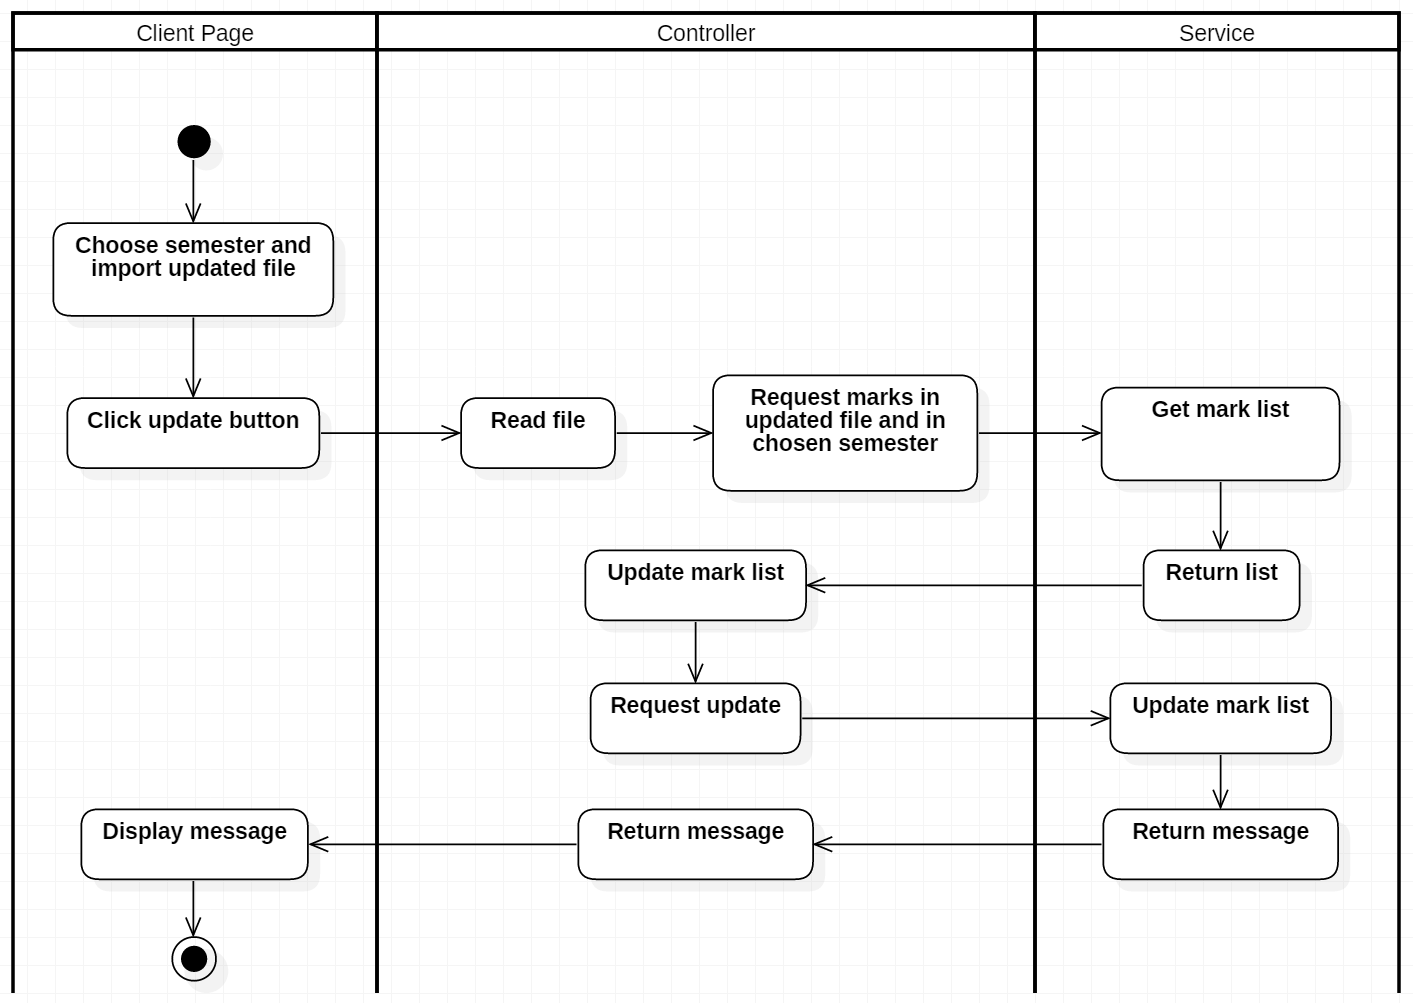 Client Page
Controller
Service
Choose semester and
import updated file
Click update button
Read file
Request marks in
updated file and in
chosen semester
Get mark list
Update mark list
Return list
Request update
Update mark list
Display message
Return message
Return message